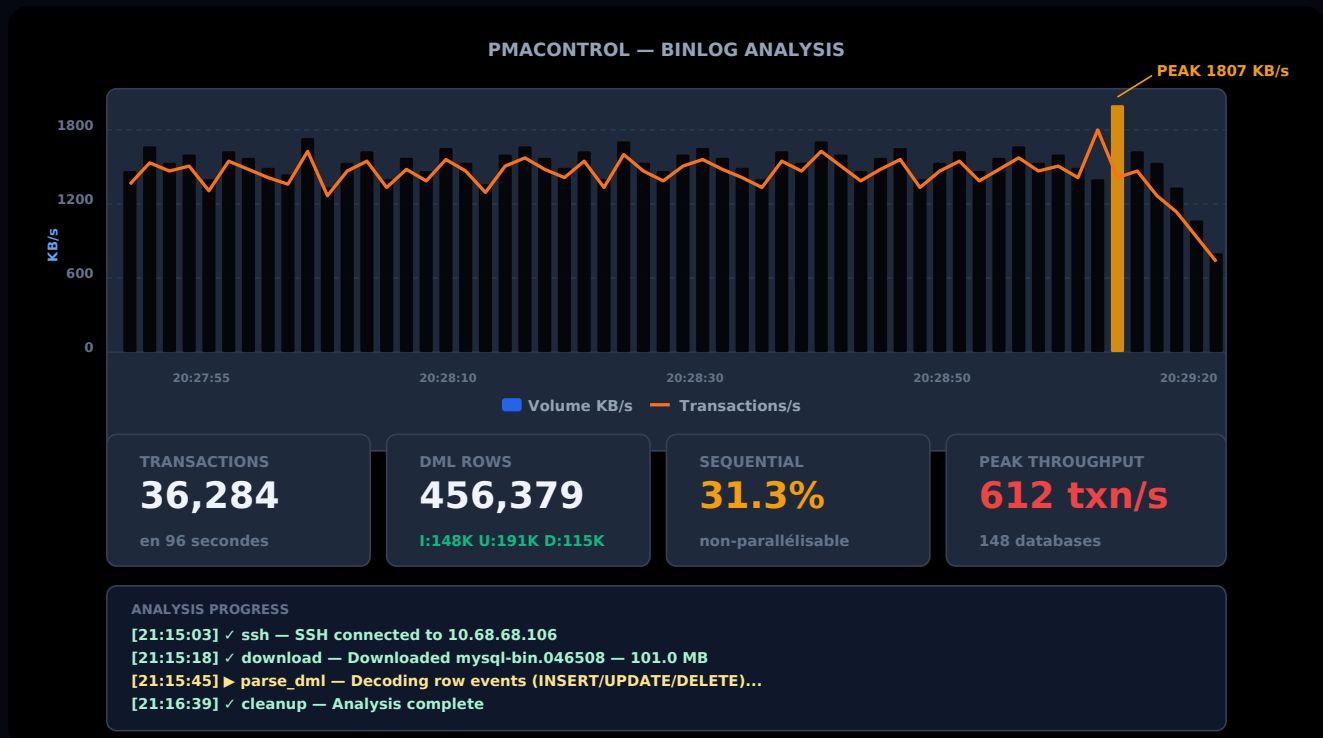 PMACONTROL — BINLOG ANALYSIS
PEAK 1807 KB/s
1800
1200
600
0
KB/s
20:27:55 20:28:10 20:28:30 20:28:50 20:29:20
Volume KB/s Transactions/s
TRANSACTIONS
36,284
en 96 secondes
DML ROWS
456,379
I:148K U:191K D:115K
SEQUENTIAL
31.3%
non-parallélisable
PEAK THROUGHPUT
612 txn/s
148 databases
ANALYSIS PROGRESS
[21:15:03] ✓ ssh — SSH connected to 10.68.68.106
[21:15:18] ✓ download — Downloaded mysql-bin.046508 — 101.0 MB
[21:15:45] ▶ parse_dml — Decoding row events (INSERT/UPDATE/DELETE)...
[21:16:39] ✓ cleanup — Analysis complete